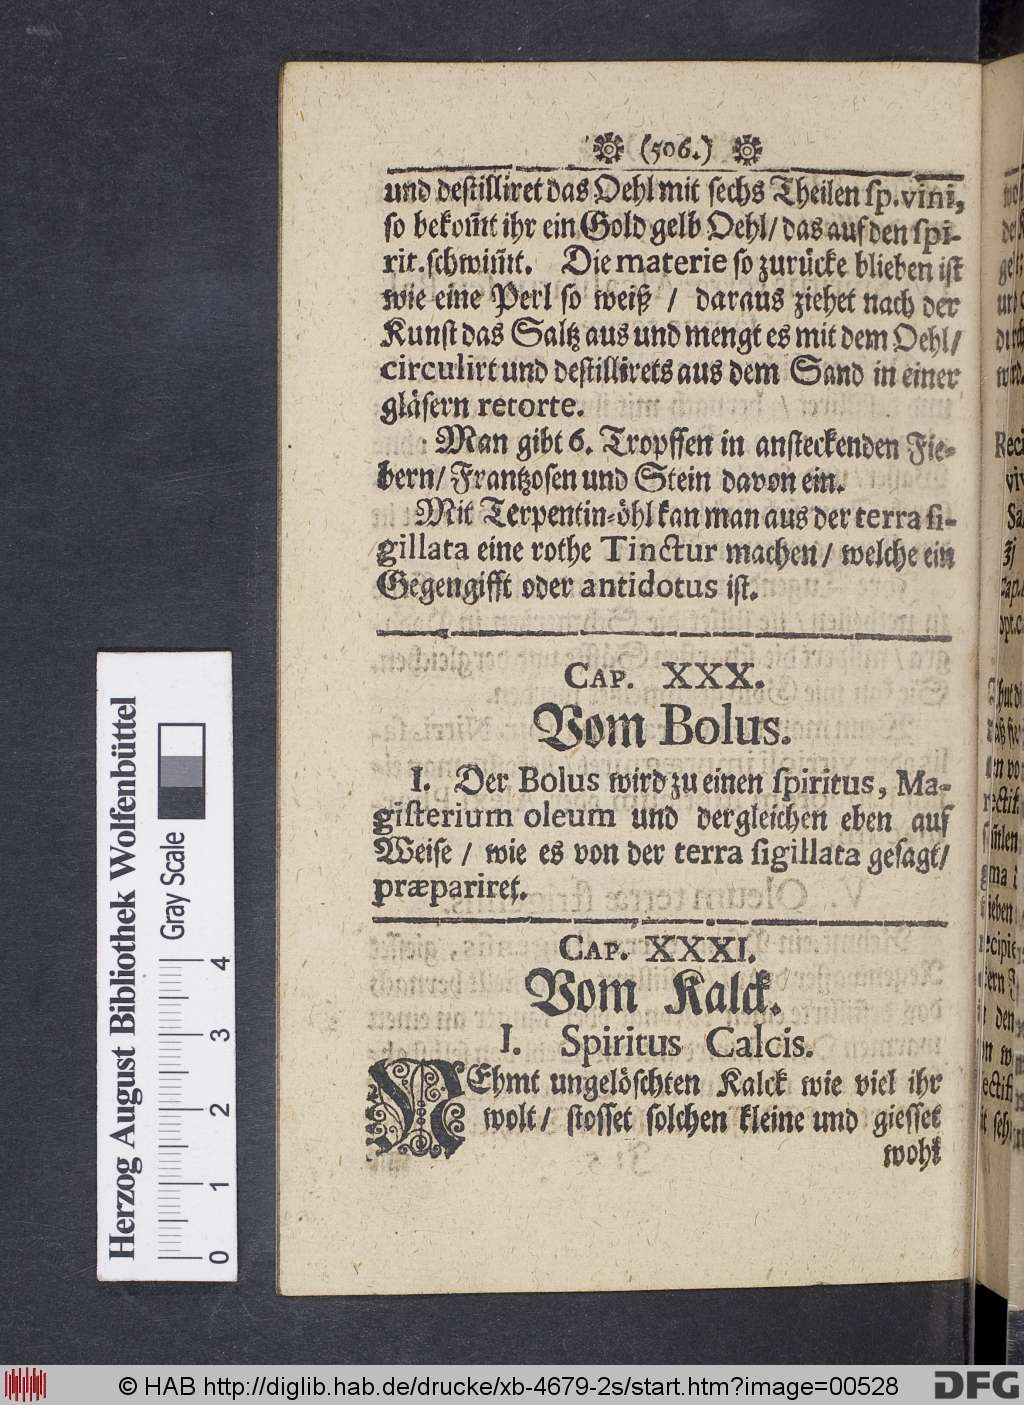 (506.)
und destilliret das Oehl mit sechs Theilen sp. vini,
so bekom̃t ihr ein Gold gelb Oehl/ das auf den spi-
rit. schwim̃t. Die materie so zurücke blieben ist
wie eine Perl so weiß / daraus ziehet nach der
Kunst das Saltz aus und mengt es mit dem Oehl/
circulirt und destillirets aus dem Sand in einer
gläsern retorte.
Man gibt 6. Tropffen in ansteckenden Fie-
bern/ Frantzosen und Stein davon ein.
Mit Terpentin-öhl kan man aus der terra si-
gillata eine rothe Tinctur machen/ welche ein
Gegengifft oder antidotus ist.
CAP. XXX.
Vom Bolus.
I. Der Bolus wird zu einen spiritus, Ma-
gisterium oleum und dergleichen eben auf
Weise / wie es von der terra sigillata gesagt/
præpariret.
CAP. XXXI.
Vom Kalck.
I. Spiritus Calcis.
NEhmt ungelöschten Kalck wie viel ihr
wolt/ stosset solchen kleine und giesset
wohl
Herzog August Bibliothek Wolfenbüttel
Gray Scale
0 1 2 3 4
© HAB http://diglib.hab.de/drucke/xb-4679-2s/start.htm?image=00528
DFG